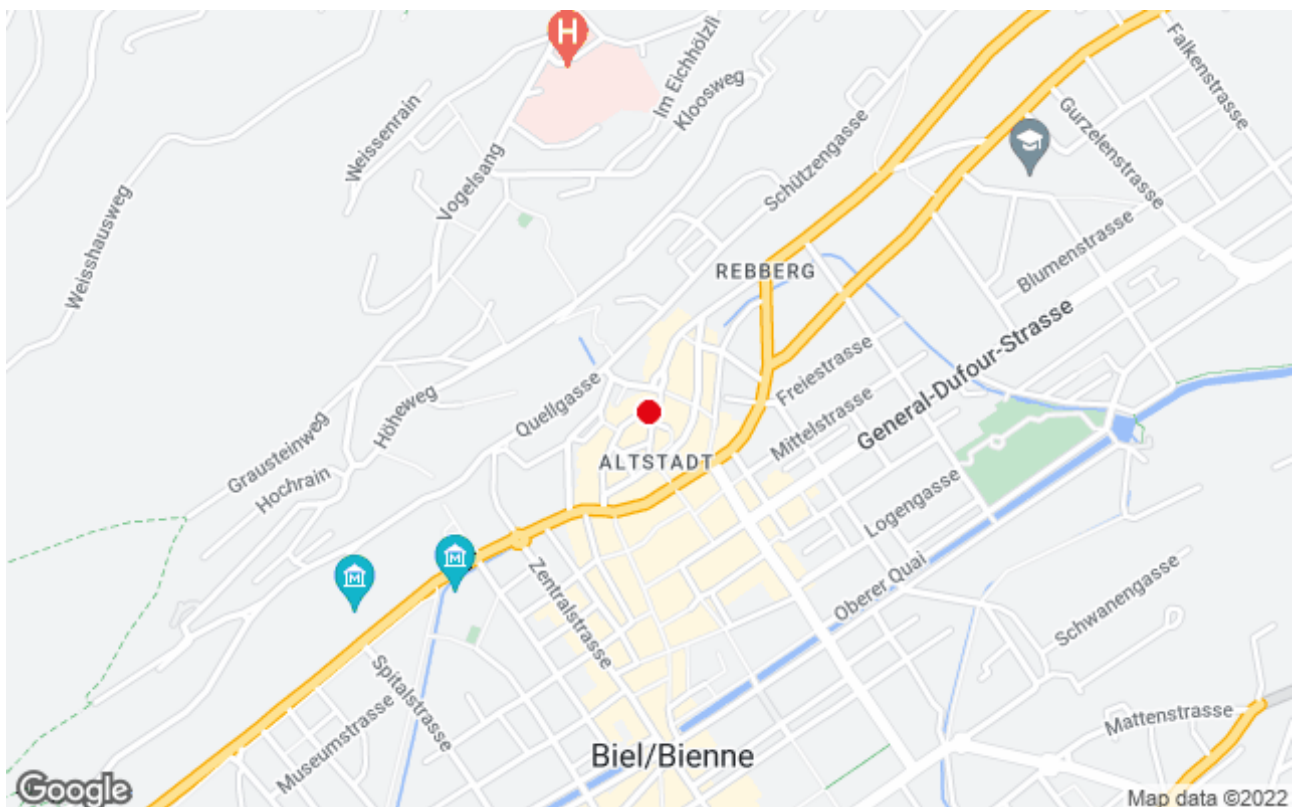 H
Im Eichhölzli
Falkenstrasse
Kloosweg
Weissenrain
Gurzelenstrasse
Vogelsang
Schützengasse
Weisshausweg
Blumenstrasse
REBBERG
General-Dufour-Strasse
Freiestrasse
Quellgasse
Höheweg
Mittelstrasse
Grausteinweg
ALTSTADT
Hochrain
Logengasse
M
M
Zentralstrasse
Oberer Quai
Schwanengasse
Spitalstrasse
Museumstrasse
Mattenstrasse
Biel/Bienne
Google
Map data ©2022